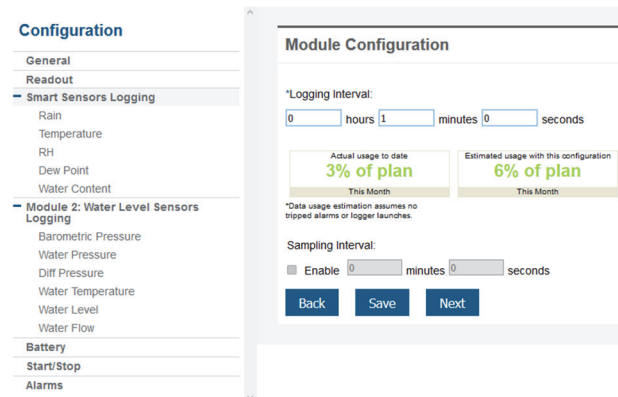 Configuration
General
Readout
Smart Sensors Logging
Rain
Temperature
RH
Dew Point
Water Content
Module 2: Water Level Sensors
Logging
Barometric Pressure
Water Pressure
Diff Pressure
Water Temperature
Water Level
Water Flow
Battery
Start/Stop
Alarms
Module Configuration
*Logging Interval:
0 hours 1 minutes 0 seconds
Actual usage to date
3% of plan
This Month
Estimated usage with this configuration
6% of plan
This Month
*Data usage estimation assumes no
tripped alarms or logger launches.
Sampling Interval:
Enable 0 minutes 0 seconds
Back Save Next